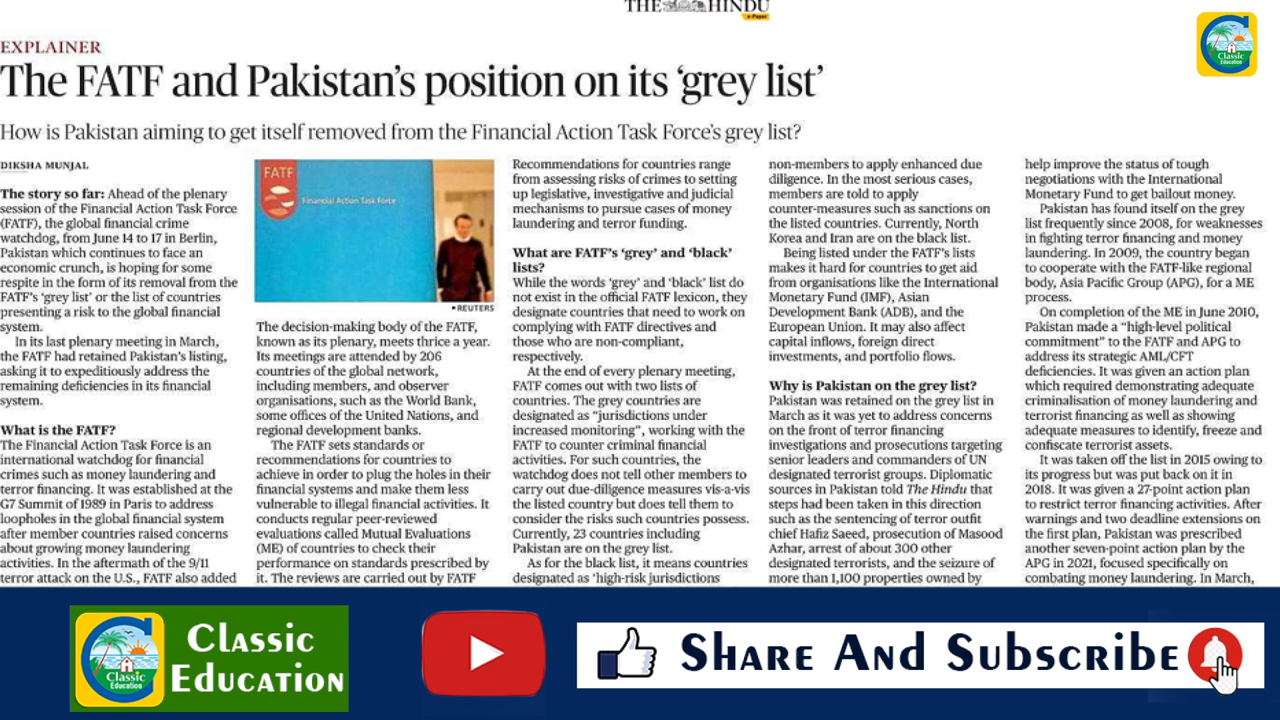 THE HINDU
e-Paper
Classic
Education
EXPLAINER
The FATF and Pakistan's position on its 'grey list'
How is Pakistan aiming to get itself removed from the Financial Action Task Force's grey list?
DIKSHA MUNJAL
The story so far: Ahead of the plenary
session of the Financial Action Task Force
(FATF), the global financial crime
watchdog, from June 14 to 17 in Berlin,
Pakistan which continues to face an
economic crunch, is hoping for some
respite in the form of its removal from the
FATF's 'grey list' or the list of countries
presenting a risk to the global financial
system.
In its last plenary meeting in March,
the FATF had retained Pakistan's listing,
asking it to expeditiously address the
remaining deficiencies in its financial
system.
What is the FATF?
The Financial Action Task Force is an
international watchdog for financial
crimes such as money laundering and
terror financing. It was established at the
G7 Summit of 1989 in Paris to address
loopholes in the global financial system
after member countries raised concerns
about growing money laundering
activities. In the aftermath of the 9/11
terror attack on the U.S., FATF also added
FATF
Financial Action Task Force
▪ REUTERS
The decision-making body of the FATF,
known as its plenary, meets thrice a year.
Its meetings are attended by 206
countries of the global network,
including members, and observer
organisations, such as the World Bank,
some offices of the United Nations, and
regional development banks.
The FATF sets standards or
recommendations for countries to
achieve in order to plug the holes in their
financial systems and make them less
vulnerable to illegal financial activities. It
conducts regular peer-reviewed
evaluations called Mutual Evaluations
(ME) of countries to check their
performance on standards prescribed by
it. The reviews are carried out by FATF
Recommendations for countries range
from assessing risks of crimes to setting
up legislative, investigative and judicial
mechanisms to pursue cases of money
laundering and terror funding.
What are FATF's 'grey' and 'black'
lists?
While the words 'grey' and 'black' list do
not exist in the official FATF lexicon, they
designate countries that need to work on
complying with FATF directives and
those who are non-compliant,
respectively.
At the end of every plenary meeting,
FATF comes out with two lists of
countries. The grey countries are
designated as "jurisdictions under
increased monitoring", working with the
FATF to counter criminal financial
activities. For such countries, the
watchdog does not tell other members to
carry out due-diligence measures vis-a-vis
the listed country but does tell them to
consider the risks such countries possess.
Currently, 23 countries including
Pakistan are on the grey list.
As for the black list, it means countries
designated as 'high-risk jurisdictions
non-members to apply enhanced due
diligence. In the most serious cases,
members are told to apply
counter-measures such as sanctions on
the listed countries. Currently, North
Korea and Iran are on the black list.
Being listed under the FATF's lists
makes it hard for countries to get aid
from organisations like the International
Monetary Fund (IMF), Asian
Development Bank (ADB), and the
European Union. It may also affect
capital inflows, foreign direct
investments, and portfolio flows.
Why is Pakistan on the grey list?
Pakistan was retained on the grey list in
March as it was yet to address concerns
on the front of terror financing
investigations and prosecutions targeting
senior leaders and commanders of UN
designated terrorist groups. Diplomatic
sources in Pakistan told The Hindu that
steps had been taken in this direction
such as the sentencing of terror outfit
chief Hafiz Saeed, prosecution of Masood
Azhar, arrest of about 300 other
designated terrorists, and the seizure of
more than 1,100 properties owned by
help improve the status of tough
negotiations with the International
Monetary Fund to get bailout money.
Pakistan has found itself on the grey
list frequently since 2008, for weaknesses
in fighting terror financing and money
laundering. In 2009, the country began
to cooperate with the FATF-like regional
body, Asia Pacific Group (APG), for a ME
process.
On completion of the ME in June 2010,
Pakistan made a "high-level political
commitment" to the FATF and APG to
address its strategic AML/CFT
deficiencies. It was given an action plan
which required demonstrating adequate
criminalisation of money laundering and
terrorist financing as well as showing
adequate measures to identify, freeze and
confiscate terrorist assets.
It was taken off the list in 2015 owing to
its progress but was put back on it in
2018. It was given a 27-point action plan
to restrict terror financing activities. After
warnings and two deadline extensions on
the first plan, Pakistan was prescribed
another seven-point action plan by the
APG in 2021, focused specifically on
combating money laundering. In March,
Classic
Education
Classic
Education
Share And Subscribe